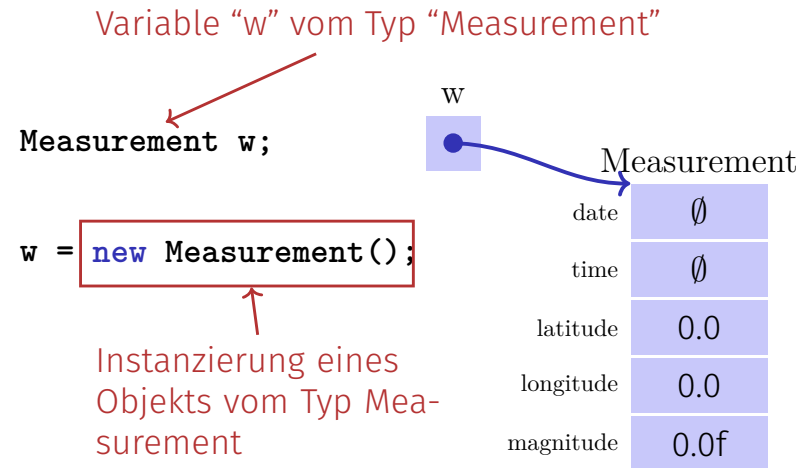 Variable “w” vom Typ “Measurement”
Measurement w;
w = new Measurement();
Instanzierung eines
Objekts vom Typ Mea-
surement
w
Measurement
date ∅
time ∅
latitude 0.0
longitude 0.0
magnitude 0.0f